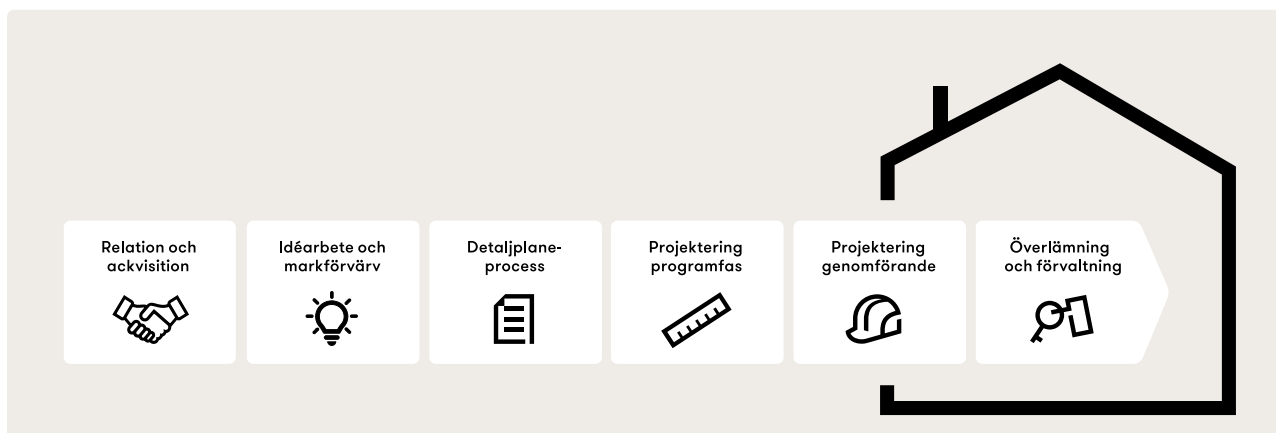 Relation och
ackvisition
Idéarbete och
markförvärv
Detaljplane-
process
Projektering
programfas
Projektering
genomförande
Överlämning
och förvaltning